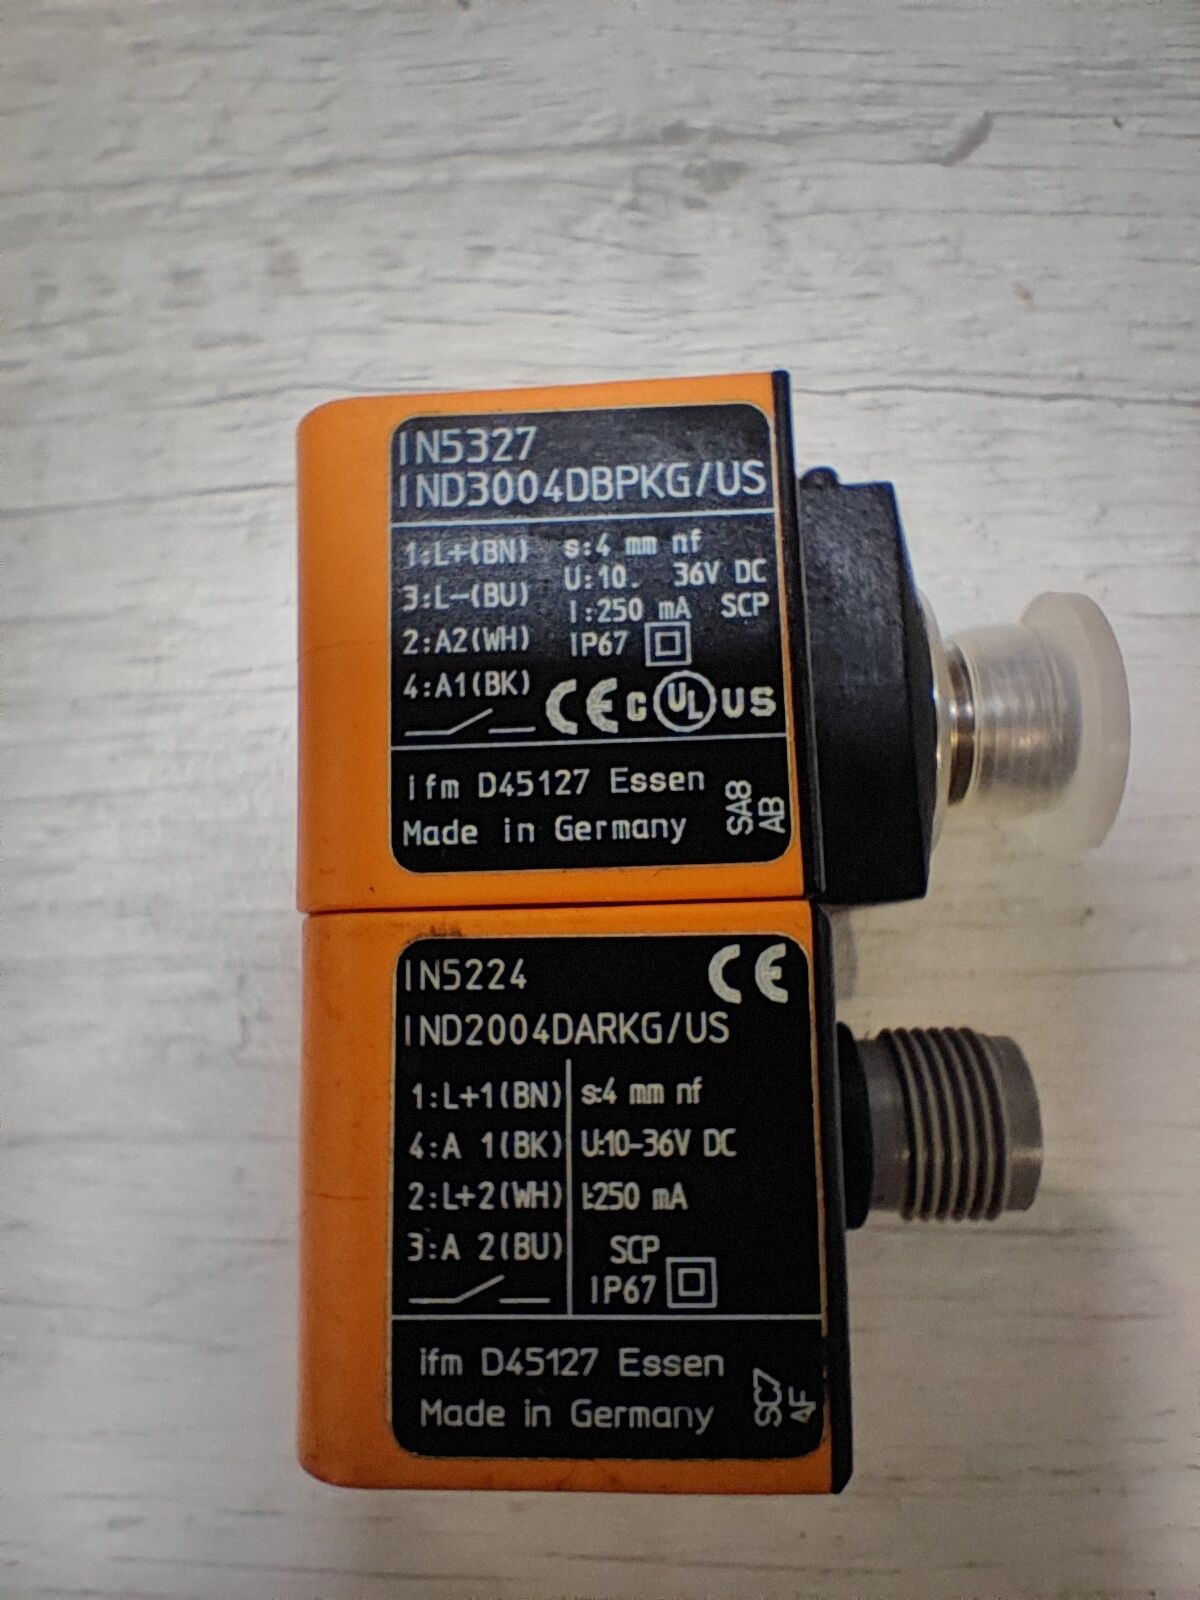 IN5327
IND3004DBPKG/US
1:L+(BN) s:4 mm nf
U:10. 36V DC
3:L-(BU) I:250 mA SCP
2:A2(WH) IP67
4:A1(BK) CE C UL US
ifm D45127 Essen
Made in Germany
SA8
AB
IN5224 CE
IND2004DARKG/US
1:L+1(BN) s:4 mm nf
4:A 1(BK) U:10-36V DC
2:L+2(WH) I:250 mA
3:A 2(BU) SCP
IP67
ifm D45127 Essen
Made in Germany
SC7
AF